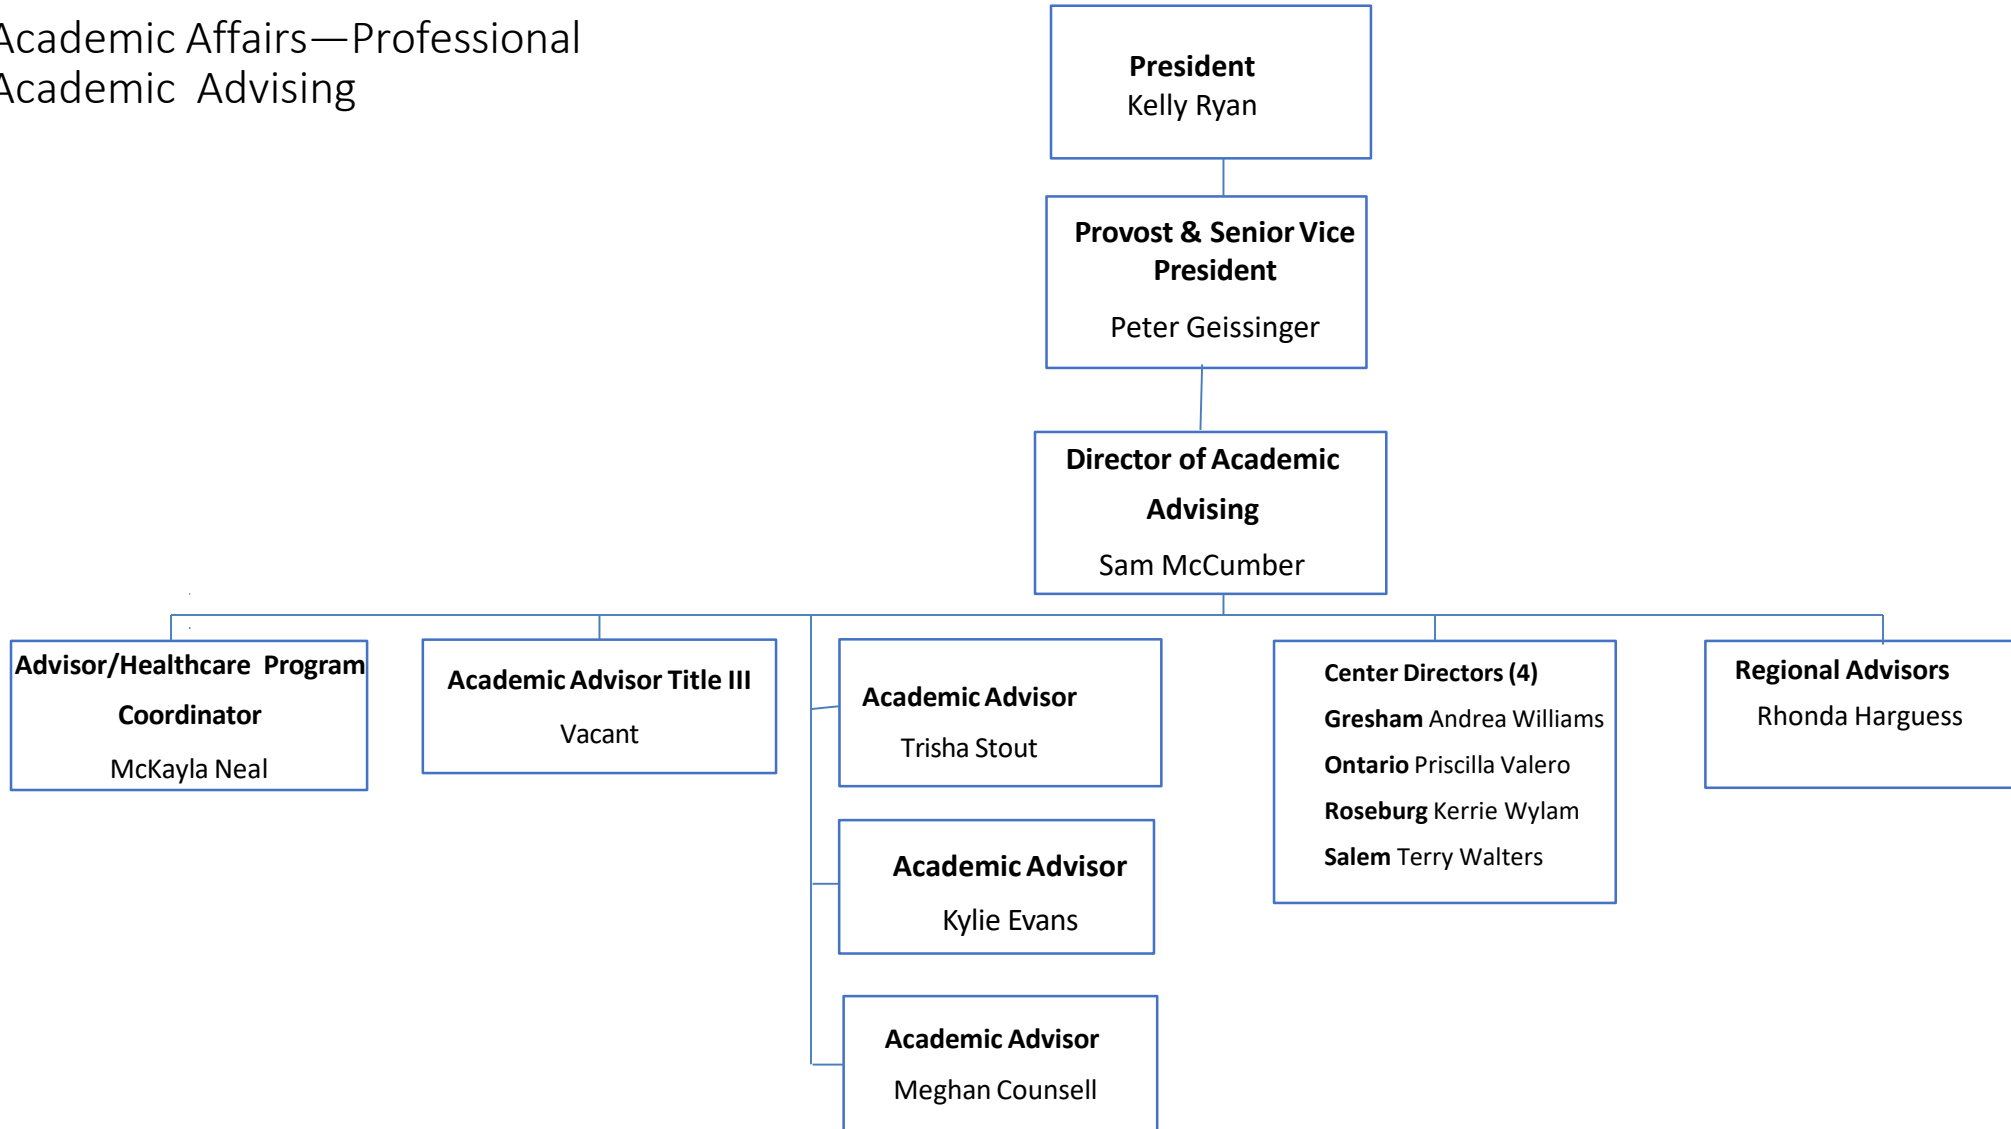 Academic Affairs—Professional
Academic Advising
President
Kelly Ryan
Provost & Senior Vice
President
Peter Geissinger
Director of Academic
Advising
Sam McCumber
Advisor/Healthcare Program
Coordinator
McKayla Neal
Academic Advisor Title III
Vacant
Academic Advisor
Trisha Stout
Academic Advisor
Kylie Evans
Academic Advisor
Meghan Counsell
Center Directors (4)
Gresham Andrea Williams
Ontario Priscilla Valero
Roseburg Kerrie Wylam
Salem Terry Walters
Regional Advisors
Rhonda Harguess